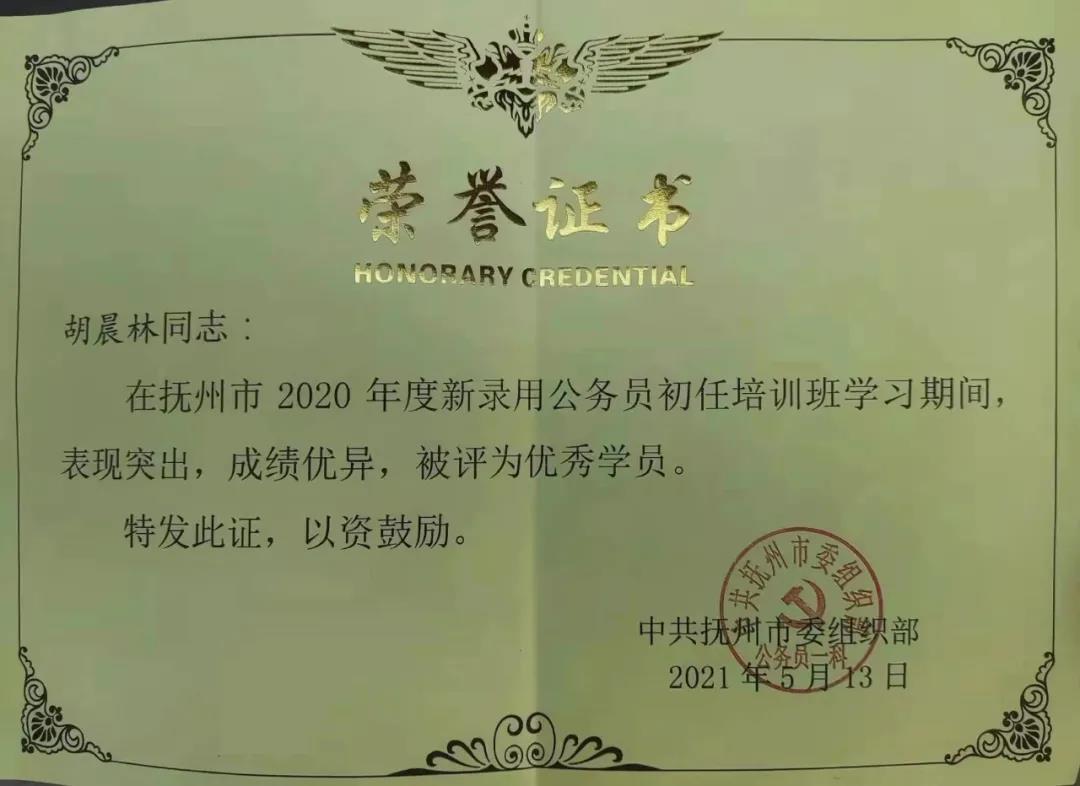 荣誉证书
HONORARY CREDENTIAL
胡晨林同志：
在抚州市 2020 年度新录用公务员初任培训班学习期间，
表现突出，成绩优异，被评为优秀学员。
特发此证，以资鼓励。
中共抚州市委组织部
公务员一科
中共抚州市委组织部
2021 年 5 月 13 日